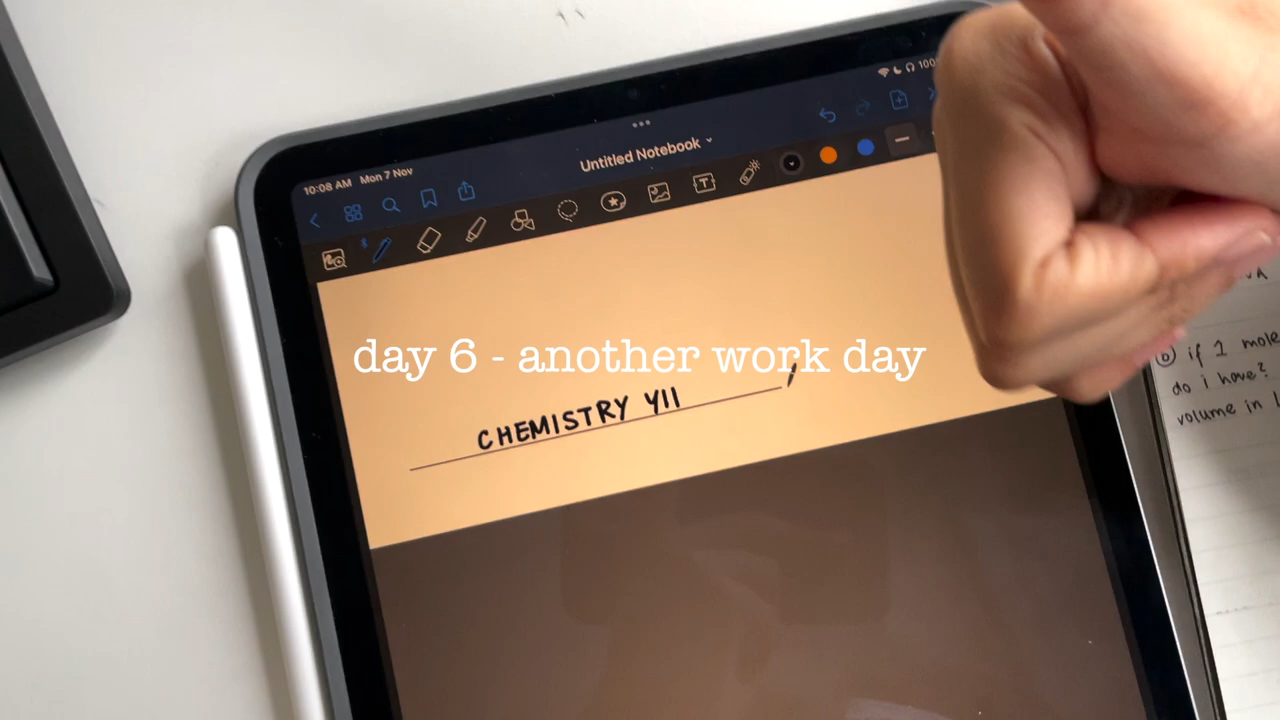 10:08 AM Mon 7 Nov
100
Untitled Notebook
T
day 6 - another work day
CHEMISTRY Y11
if 1 mole
do i have?
volume in